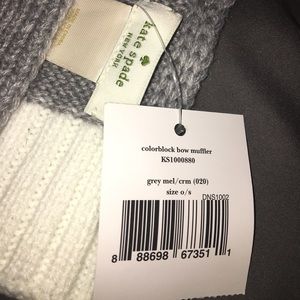 kate spade
NEW YORK
colorblock bow muffler
KS1000880
grey mel/crm (020)
size o/s
DNS1002
8 88698 67351 1